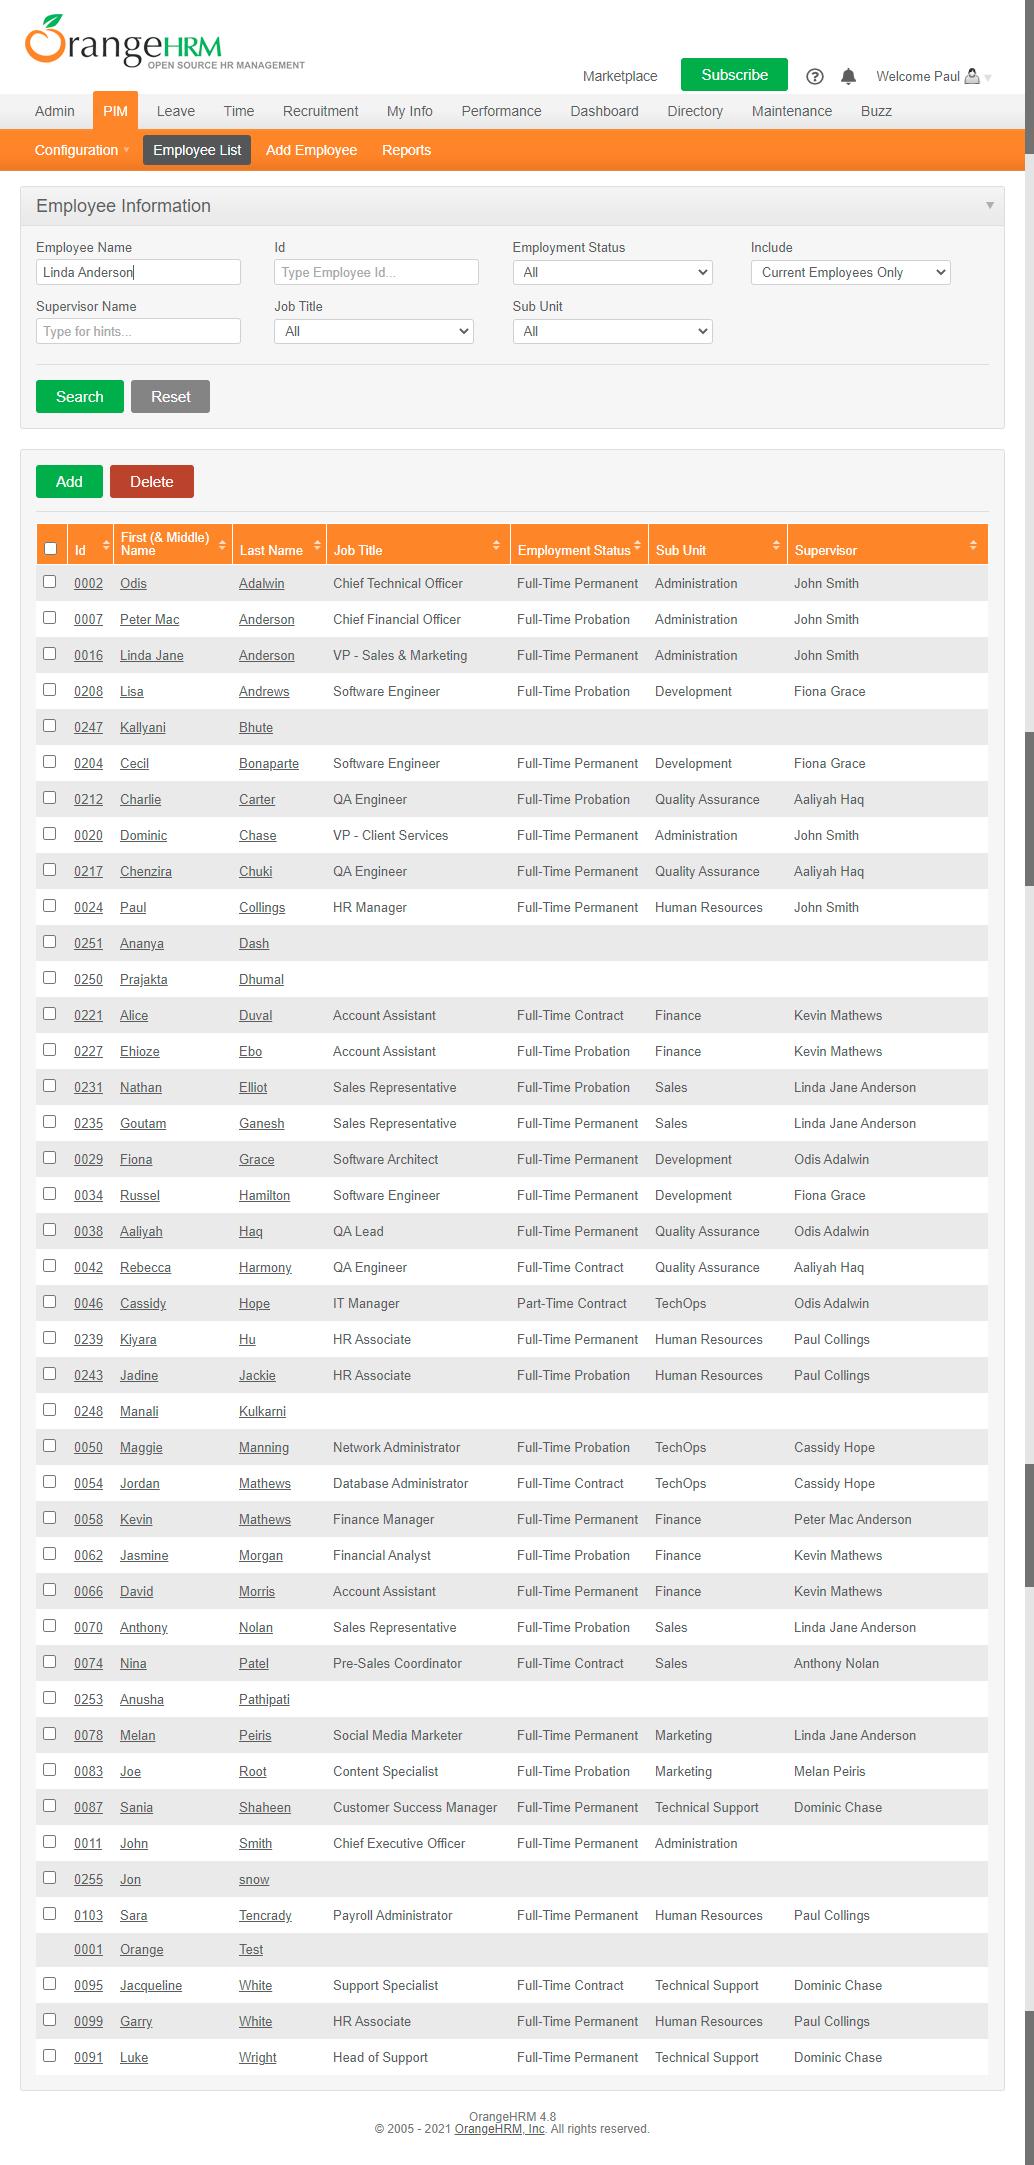 OrangeHRM
OPEN SOURCE HR MANAGEMENT
Marketplace Subscribe Welcome Paul
Admin PIM Leave Time Recruitment My Info Performance Dashboard Directory Maintenance Buzz
Configuration Employee List Add Employee Reports
Employee Information
Employee Name Id Employment Status Include
Linda Anderson Type Employee Id... All Current Employees Only
Supervisor Name Job Title Sub Unit
Type for hints... All All
Search Reset
Add Delete
Id First (& Middle) Name Last Name Job Title Employment Status Sub Unit Supervisor
0002 Odis Adalwin Chief Technical Officer Full-Time Permanent Administration John Smith
0007 Peter Mac Anderson Chief Financial Officer Full-Time Probation Administration John Smith
0016 Linda Jane Anderson VP - Sales & Marketing Full-Time Permanent Administration John Smith
0208 Lisa Andrews Software Engineer Full-Time Probation Development Fiona Grace
0247 Kallyani Bhute
0204 Cecil Bonaparte Software Engineer Full-Time Permanent Development Fiona Grace
0212 Charlie Carter QA Engineer Full-Time Probation Quality Assurance Aaliyah Haq
0020 Dominic Chase VP - Client Services Full-Time Permanent Administration John Smith
0217 Chenzira Chuki QA Engineer Full-Time Permanent Quality Assurance Aaliyah Haq
0024 Paul Collings HR Manager Full-Time Permanent Human Resources John Smith
0251 Ananya Dash
0250 Prajakta Dhumal
0221 Alice Duval Account Assistant Full-Time Contract Finance Kevin Mathews
0227 Ehioze Ebo Account Assistant Full-Time Probation Finance Kevin Mathews
0231 Nathan Elliot Sales Representative Full-Time Probation Sales Linda Jane Anderson
0235 Goutam Ganesh Sales Representative Full-Time Permanent Sales Linda Jane Anderson
0029 Fiona Grace Software Architect Full-Time Permanent Development Odis Adalwin
0034 Russel Hamilton Software Engineer Full-Time Permanent Development Fiona Grace
0038 Aaliyah Haq QA Lead Full-Time Permanent Quality Assurance Odis Adalwin
0042 Rebecca Harmony QA Engineer Full-Time Contract Quality Assurance Aaliyah Haq
0046 Cassidy Hope IT Manager Part-Time Contract TechOps Odis Adalwin
0239 Kiyara Hu HR Associate Full-Time Permanent Human Resources Paul Collings
0243 Jadine Jackie HR Associate Full-Time Probation Human Resources Paul Collings
0248 Manali Kulkarni
0050 Maggie Manning Network Administrator Full-Time Probation TechOps Cassidy Hope
0054 Jordan Mathews Database Administrator Full-Time Contract TechOps Cassidy Hope
0058 Kevin Mathews Finance Manager Full-Time Permanent Finance Peter Mac Anderson
0062 Jasmine Morgan Financial Analyst Full-Time Probation Finance Kevin Mathews
0066 David Morris Account Assistant Full-Time Permanent Finance Kevin Mathews
0070 Anthony Nolan Sales Representative Full-Time Probation Sales Linda Jane Anderson
0074 Nina Patel Pre-Sales Coordinator Full-Time Contract Sales Anthony Nolan
0253 Anusha Pathipati
0078 Melan Peiris Social Media Marketer Full-Time Permanent Marketing Linda Jane Anderson
0083 Joe Root Content Specialist Full-Time Probation Marketing Melan Peiris
0087 Sania Shaheen Customer Success Manager Full-Time Permanent Technical Support Dominic Chase
0011 John Smith Chief Executive Officer Full-Time Permanent Administration
0255 Jon snow
0103 Sara Tencrady Payroll Administrator Full-Time Permanent Human Resources Paul Collings
0001 Orange Test
0095 Jacqueline White Support Specialist Full-Time Contract Technical Support Dominic Chase
0099 Garry White HR Associate Full-Time Permanent Human Resources Paul Collings
0091 Luke Wright Head of Support Full-Time Permanent Technical Support Dominic Chase
OrangeHRM 4.8
© 2005 - 2021 OrangeHRM, Inc. All rights reserved.